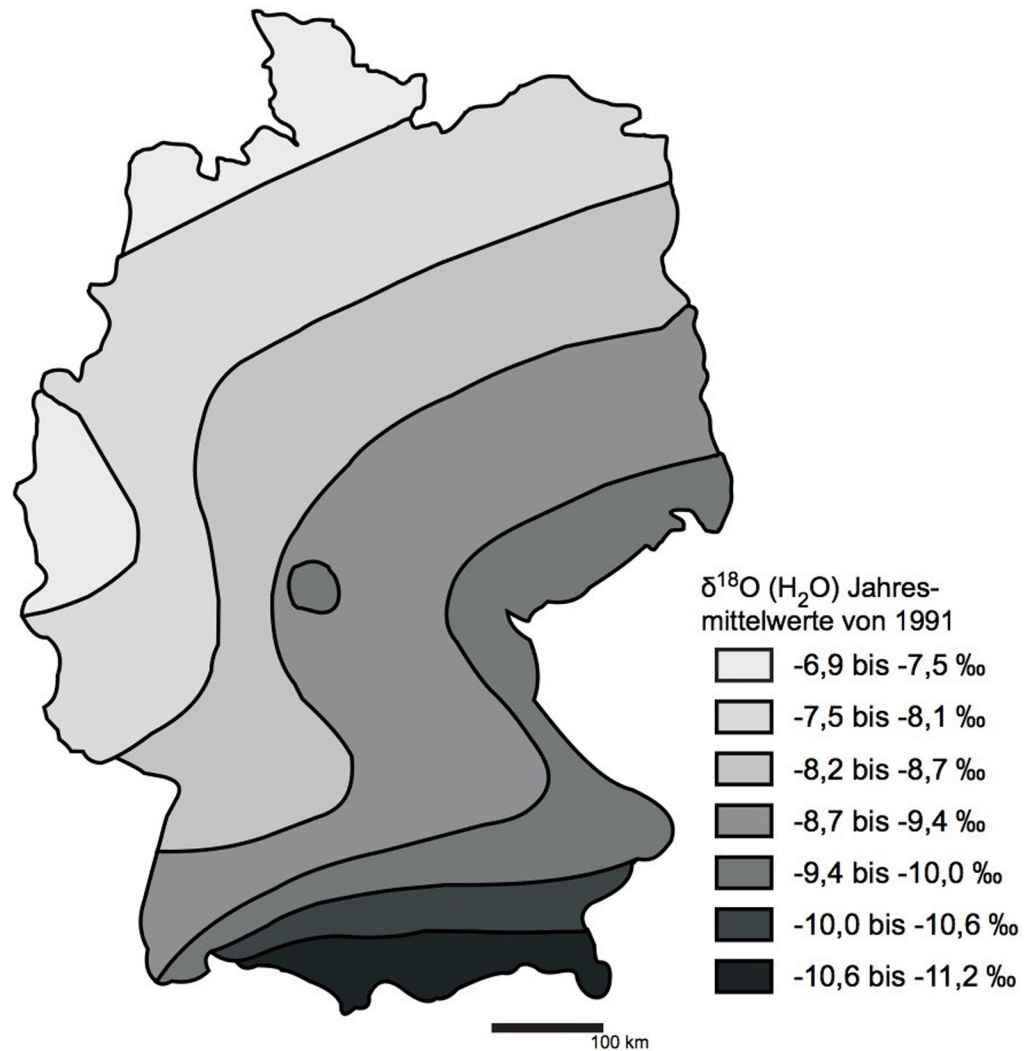 δ¹⁸O (H₂O) Jahres-
mittelwerte von 1991
-6,9 bis -7,5 ‰
-7,5 bis -8,1 ‰
-8,2 bis -8,7 ‰
-8,7 bis -9,4 ‰
-9,4 bis -10,0 ‰
-10,0 bis -10,6 ‰
-10,6 bis -11,2 ‰
100 km